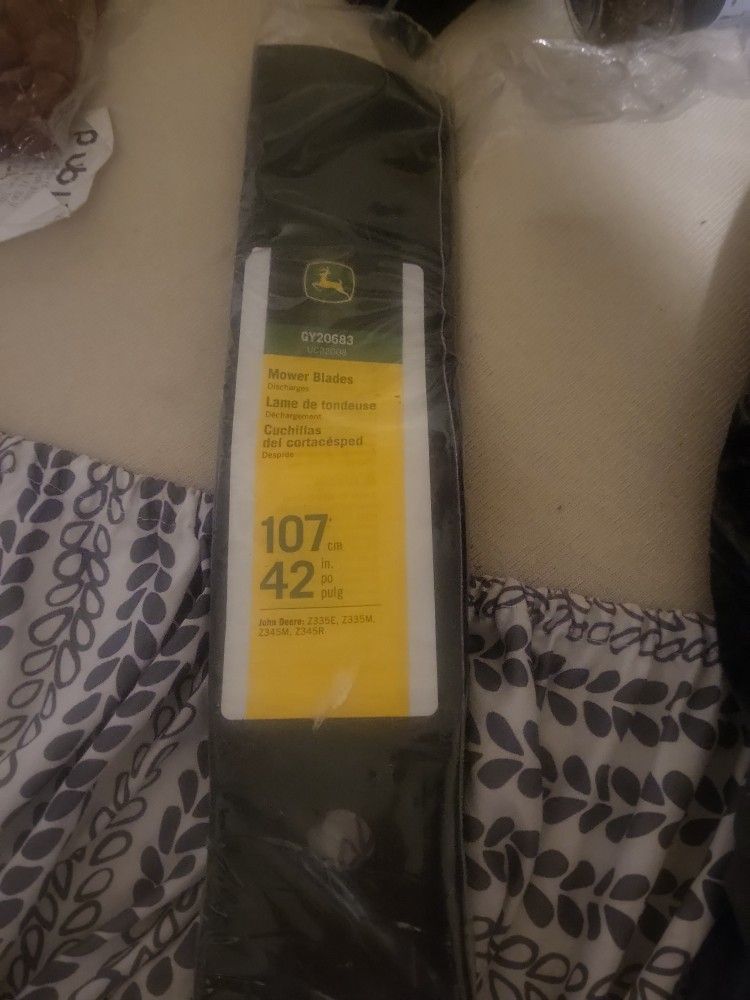 GY20683
UC22008
Mower Blades
Discharges
Lame de tondeuse
Déchargement
Cuchillas
del cortacésped
107 cm
42 in.
po
pulg
John Deere: Z335E, Z335M,
Z345M, Z345R